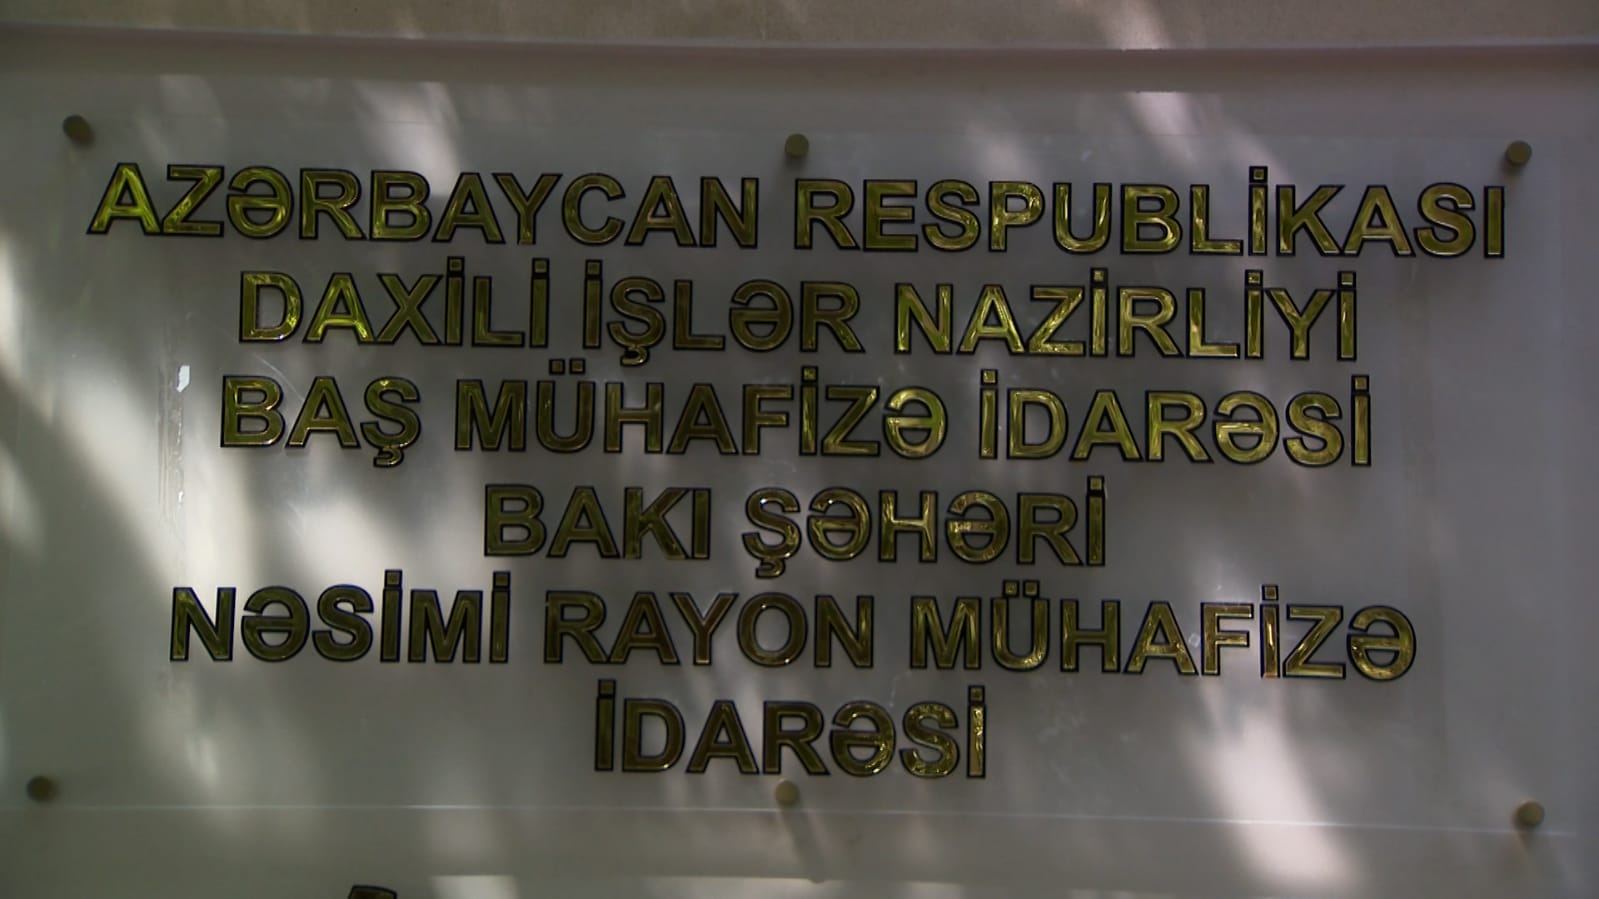 AZƏRBAYCAN RESPUBLİKASI
DAXİLİ İŞLƏR NAZİRLİYİ
BAŞ MÜHAFİZƏ İDARƏSİ
BAKI ŞƏHƏRİ
NƏSİMİ RAYON MÜHAFİZƏ
İDARƏSİ